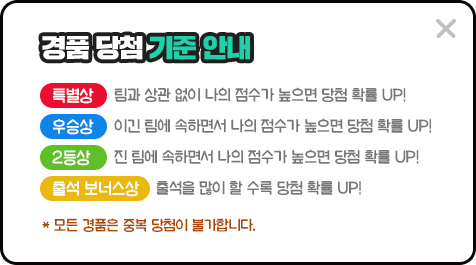 경품 당첨 기준 안내
특별상 팀과 상관 없이 나의 점수가 높으면 당첨 확률 UP!
우승상 이긴 팀에 속하면서 나의 점수가 높으면 당첨 확률 UP!
2등상 진 팀에 속하면서 나의 점수가 높으면 당첨 확률 UP!
출석 보너스상 출석을 많이 할 수록 당첨 확률 UP!
* 모든 경품은 중복 당첨이 불가합니다.